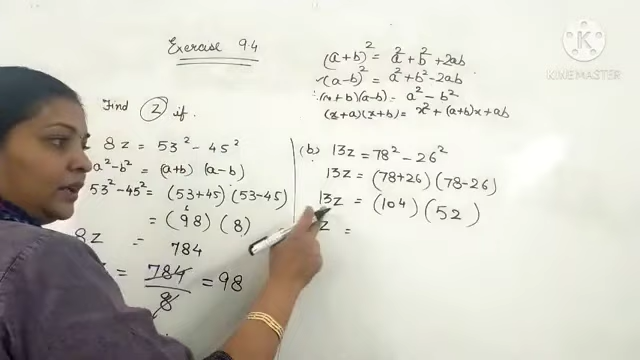 Exercise 9.4
Find z if.
8z = 53² - 45²
a² - b² = (a+b) (a-b)
53² - 45² = (53+45) (53-45)
= (98) (8)
8z = 784
= 784/8 = 98
(a+b)² = a² + b² + 2ab
(a-b)² = a² + b² - 2ab
(a+b)(a-b) = a² - b²
(x+a)(x+b) = x² + (a+b)x + ab
(b) 13z = 78² - 26²
13z = (78+26) (78-26)
13z = (104) (52)
z =
KINEMASTER